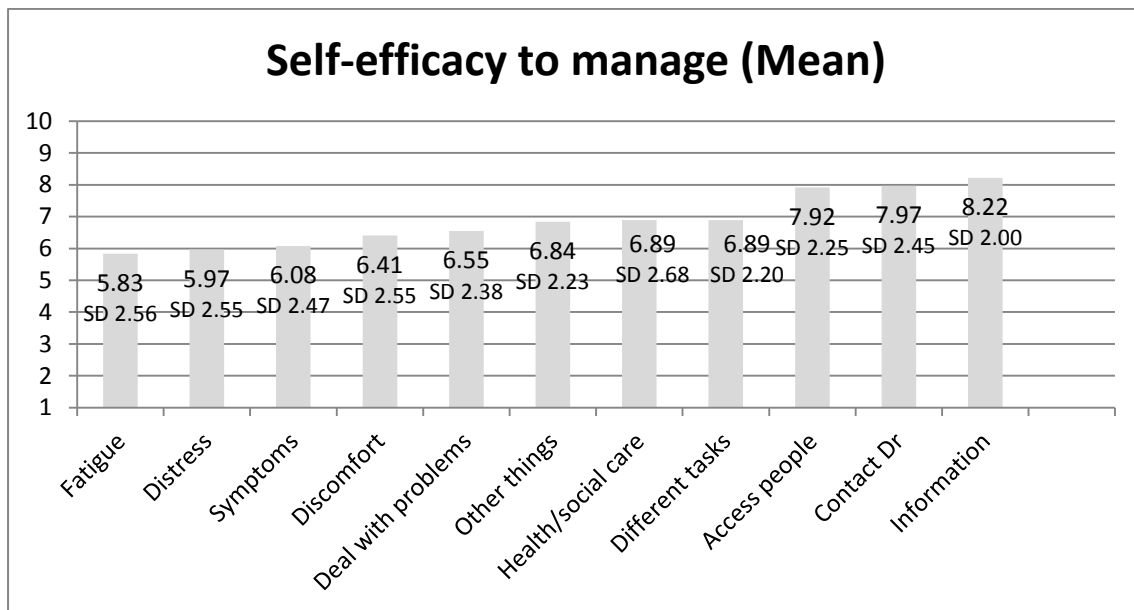 Self-efficacy to manage (Mean)
10
9
8
7
6
5
4
3
2
1
5.83
SD 2.56
5.97
SD 2.55
6.08
SD 2.47
6.41
SD 2.55
6.55
SD 2.38
6.84
SD 2.23
6.89
SD 2.68
6.89
SD 2.20
7.92
SD 2.25
7.97
SD 2.45
8.22
SD 2.00
Fatigue
Distress
Symptoms
Discomfort
Deal with problems
Other things
Health/social care
Different tasks
Access people
Contact Dr
Information